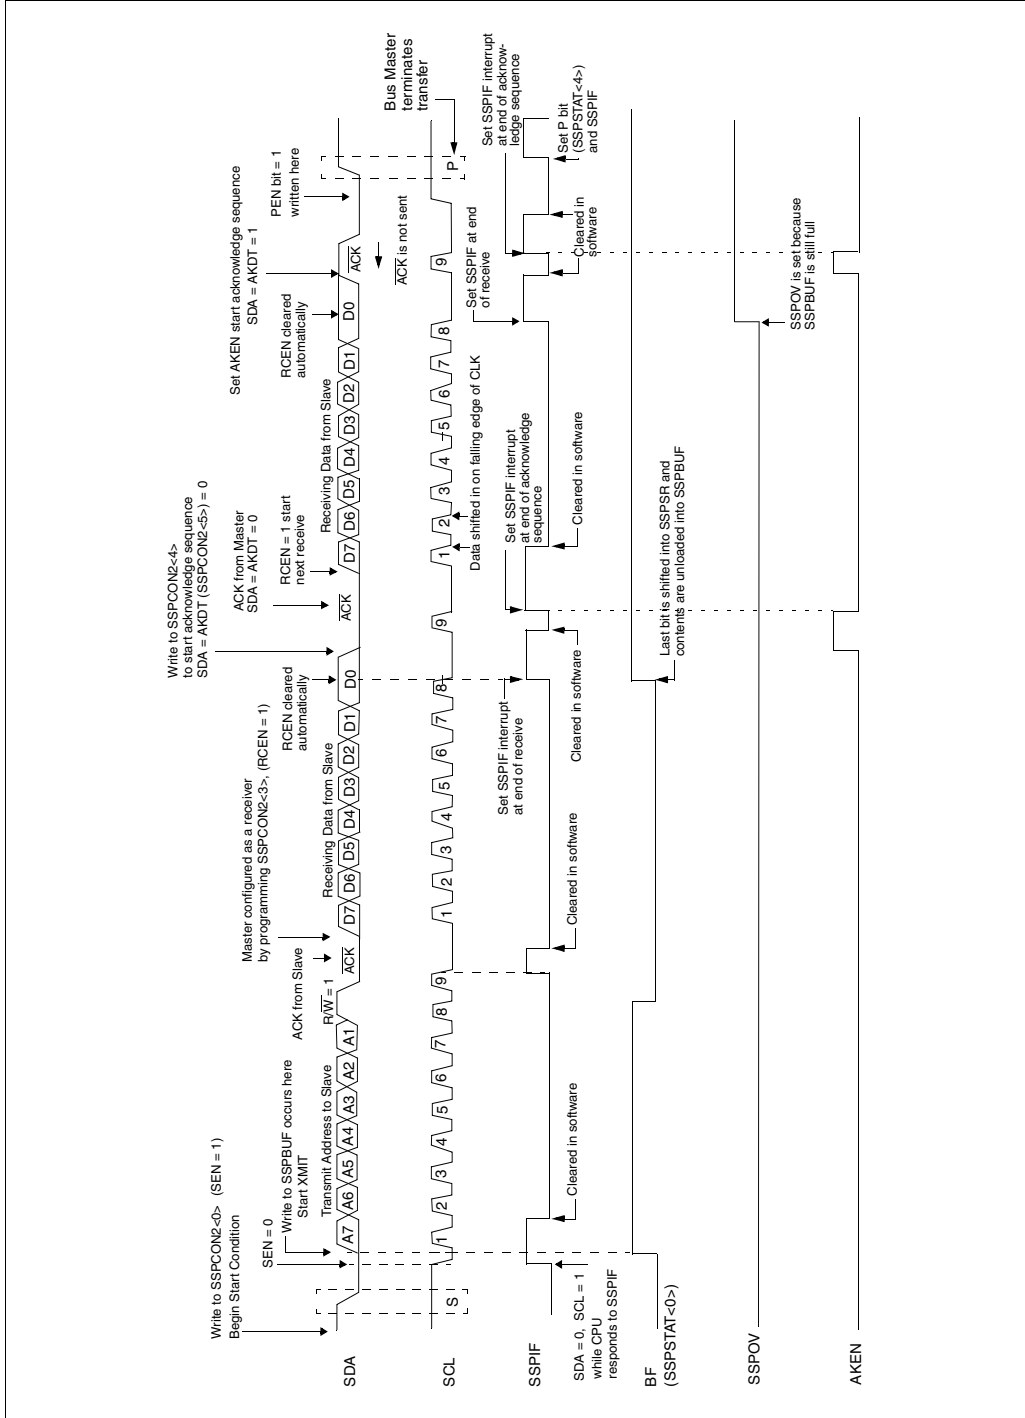 Write to SSPCON2<0> (SEN = 1)
Begin Start Condition
SEN = 0
Write to SSPBUF occurs here
Start XMIT
Transmit Address to Slave
R/W = 1
ACK from Slave
Master configured as a receiver
by programming SSPCON2<3>, (RCEN = 1)
Receiving Data from Slave
RCEN cleared
automatically
Write to SSPCON2<4>
to start acknowledge sequence
SDA = AKDT (SSPCON2<5>) = 0
ACK from Master
SDA = AKDT = 0
RCEN = 1 start
next receive
Receiving Data from Slave
RCEN cleared
automatically
Set AKEN start acknowledge sequence
SDA = AKDT = 1
PEN bit = 1
written here
SDA
A7 A6 A5 A4 A3 A2 A1
ACK
D7 D6 D5 D4 D3 D2 D1 D0
ACK
D7 D6 D5 D4 D3 D2 D1 D0
ACK
ACK is not sent
Bus Master
terminates
transfer
SCL
S
1 2 3 4 5 6 7 8 9
1 2 3 4 5 6 7 8 9
1 2 3 4 5 6 7 8 9
P
Data shifted in on falling edge of CLK
Set SSPIF interrupt
at end of receive
Set SSPIF interrupt
at end of acknowledge
sequence
Set SSPIF at end
of receive
Set SSPIF interrupt
at end of acknow-
ledge sequence
SSPIF
SDA = 0, SCL = 1
while CPU
responds to SSPIF
Cleared in software
Cleared in software
Cleared in software
Cleared in software
Cleared in
software
Set P bit
(SSPSTAT<4>)
and SSPIF
BF
(SSPSTAT<0>)
Last bit is shifted into SSPSR and
contents are unloaded into SSPBUF
SSPOV
SSPOV is set because
SSPBUF is still full
AKEN